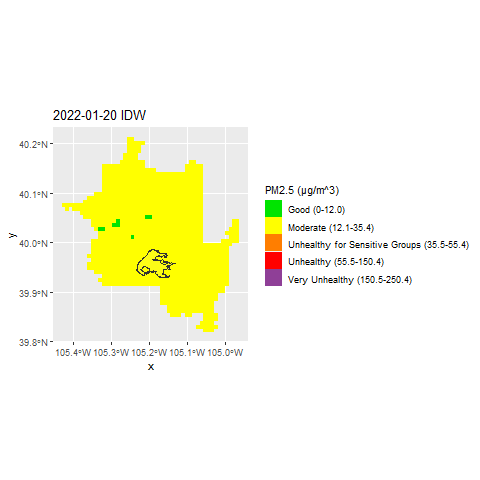 2022-01-20 IDW
40.2°N
40.1°N
40.0°N
39.9°N
39.8°N
y
105.4°W 105.3°W 105.2°W 105.1°W 105.0°W
x
PM2.5 (µg/m^3)
Good (0-12.0)
Moderate (12.1-35.4)
Unhealthy for Sensitive Groups (35.5-55.4)
Unhealthy (55.5-150.4)
Very Unhealthy (150.5-250.4)